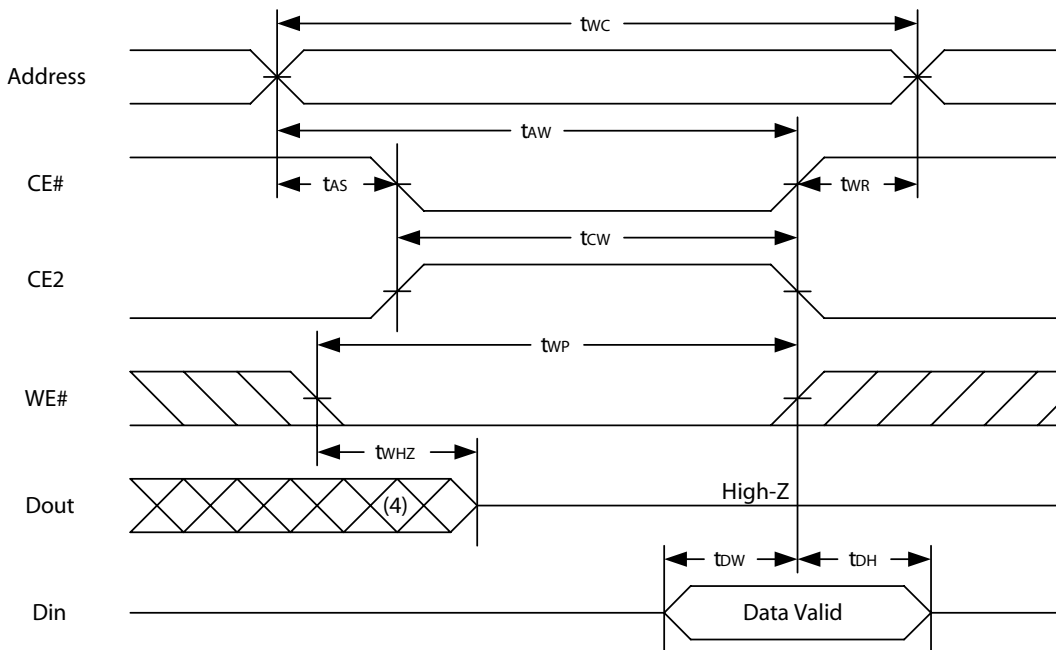 tWC
Address
tAW
CE#
tAS
tWR
tCW
CE2
tWP
WE#
tWHZ
Dout
(4)
High-Z
tDW
tDH
Din
Data Valid